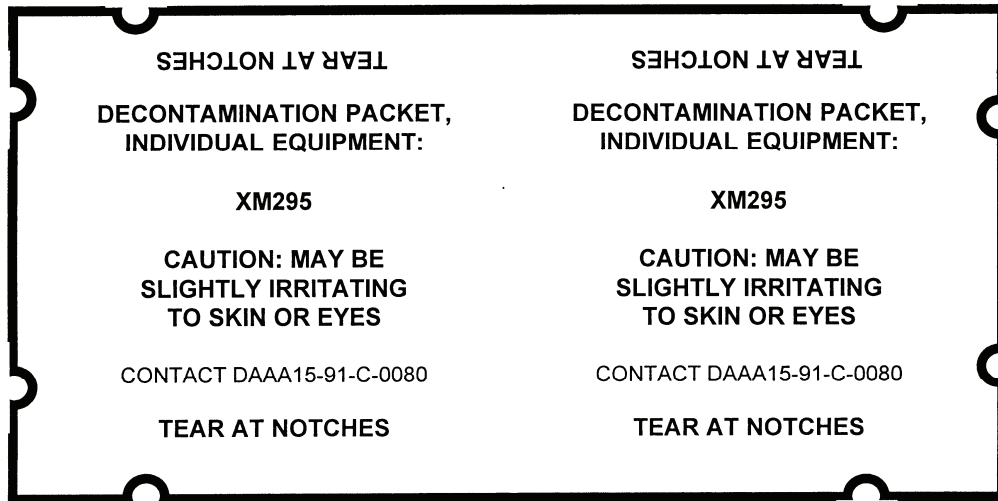 TEAR AT NOTCHES
DECONTAMINATION PACKET,
INDIVIDUAL EQUIPMENT:
XM295
CAUTION: MAY BE
SLIGHTLY IRRITATING
TO SKIN OR EYES
CONTACT DAAA15-91-C-0080
TEAR AT NOTCHES
TEAR AT NOTCHES
DECONTAMINATION PACKET,
INDIVIDUAL EQUIPMENT:
XM295
CAUTION: MAY BE
SLIGHTLY IRRITATING
TO SKIN OR EYES
CONTACT DAAA15-91-C-0080
TEAR AT NOTCHES